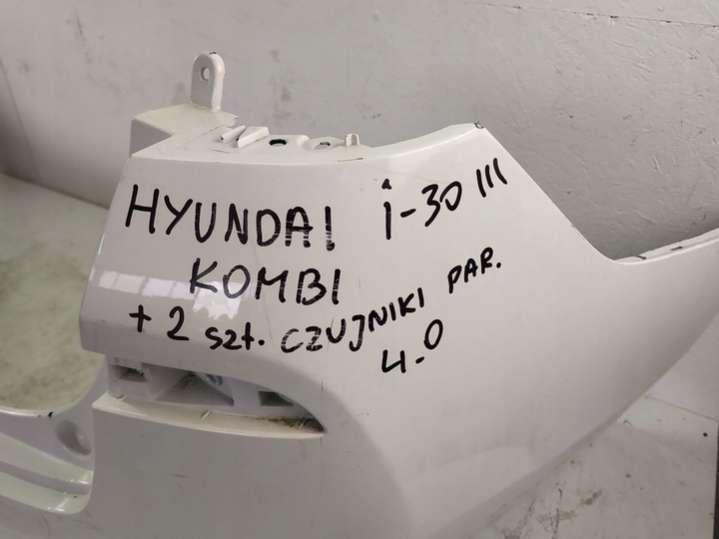 HYUNDAI i-30 III
KOMBI
+ 2 szt. CZUJNIKI PAR.
4.0